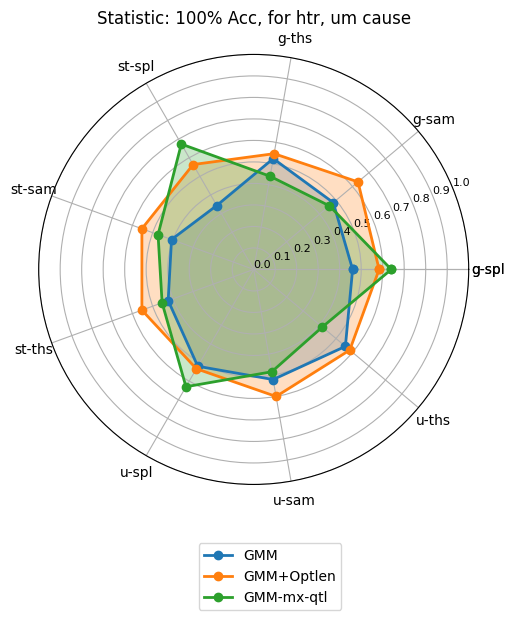 Statistic: 100% Acc, for htr, um cause
g-ths
st-spl
g-sam
1.0
0.9
0.8
0.7
0.6
0.5
0.4
0.3
0.2
0.1
0.0
st-sam
g-spl
st-ths
u-ths
u-spl
u-sam
GMM
GMM+Optlen
GMM-mx-qtl